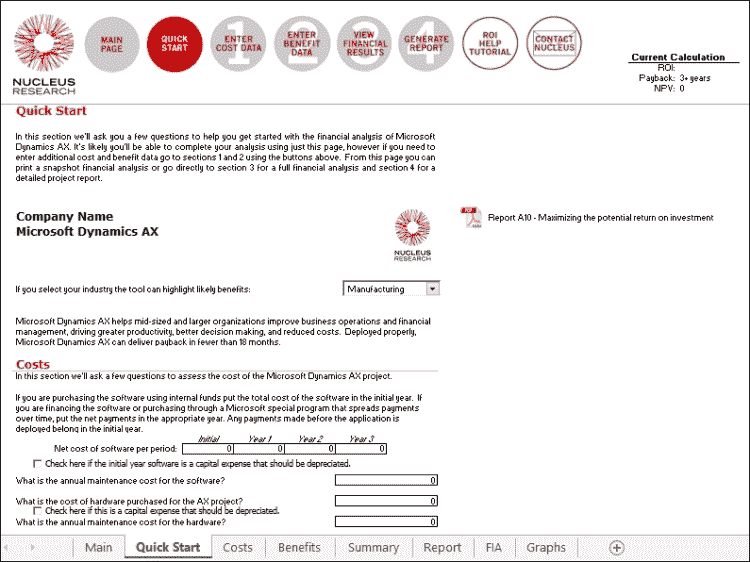 NUCLEUS
RESEARCH
MAIN
PAGE
QUICK
START
1
ENTER
COST DATA
2
ENTER
BENEFIT
DATA
3
VIEW
FINANCIAL
RESULTS
4
GENERATE
REPORT
ROI
HELP
TUTORIAL
CONTACT
NUCLEUS
Current Calculation
ROI:
Payback: 3+ years
NPV: 0
Quick Start
In this section we'll ask you a few questions to help you get started with the financial analysis of Microsoft
Dynamics AX. It's likely you'll be able to complete your analysis using just this page, however if you need to
enter additional cost and benefit data go to sections 1 and 2 using the buttons above. From this page you can
print a snapshot financial analysis or go directly to section 3 for a full financial analysis and section 4 for a
detailed project report.
Company Name
Microsoft Dynamics AX
NUCLEUS
RESEARCH
PDF
Report A10 - Maximizing the potential return on investment
If you select your industry the tool can highlight likely benefits:
Manufacturing
Microsoft Dynamics AX helps mid-sized and larger organizations improve business operations and financial
management, driving greater productivity, better decision making, and reduced costs. Deployed properly,
Microsoft Dynamics AX can deliver payback in fewer than 18 months.
Costs
In this section we'll ask a few questions to assess the cost of the Microsoft Dynamics AX project.
If you are purchasing the software using internal funds put the total cost of the software in the initial year. If
you are financing the software or purchasing through a Microsoft special program that spreads payments
over time, put the net payments in the appropriate year. Any payments made before the application is
deployed belong in the initial year.
Initial Year 1 Year 2 Year 3
Net cost of software per period: 0 0 0 0
Check here if the initial year software is a capital expense that should be depreciated.
What is the annual maintenance cost for the software? 0
What is the cost of hardware purchased for the AX project? 0
Check here if this is a capital expense that should be depreciated.
What is the annual maintenance cost for the hardware? 0
Main Quick Start Costs Benefits Summary Report FIA Graphs